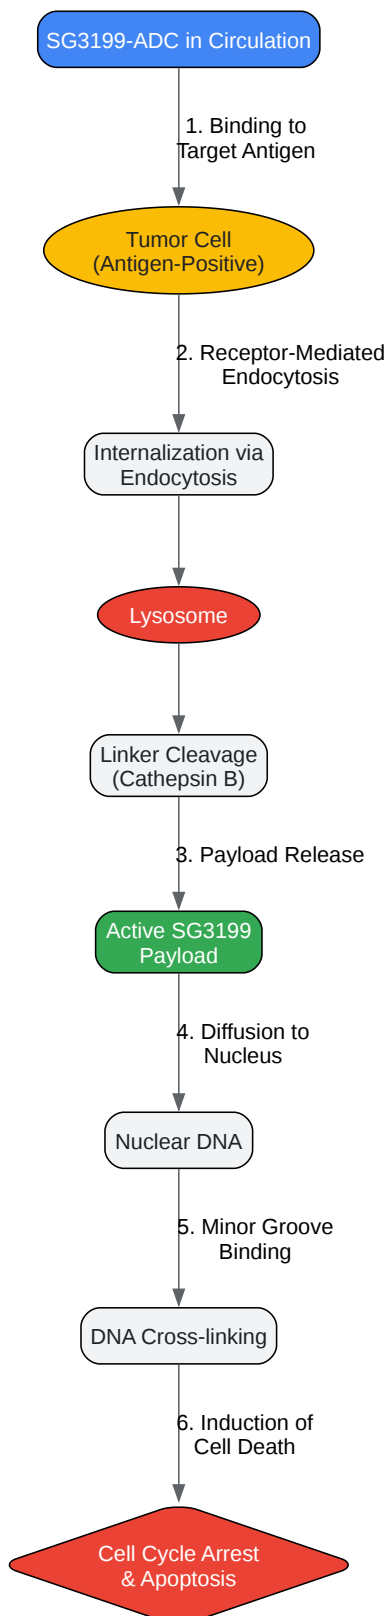 SG3199-ADC in Circulation
1. Binding to
Target Antigen
Tumor Cell
(Antigen-Positive)
2. Receptor-Mediated
Endocytosis
Internalization via
Endocytosis
Lysosome
Linker Cleavage
(Cathepsin B)
3. Payload Release
Active SG3199
Payload
4. Diffusion to
Nucleus
Nuclear DNA
5. Minor Groove
Binding
DNA Cross-linking
6. Induction of
Cell Death
Cell Cycle Arrest
& Apoptosis